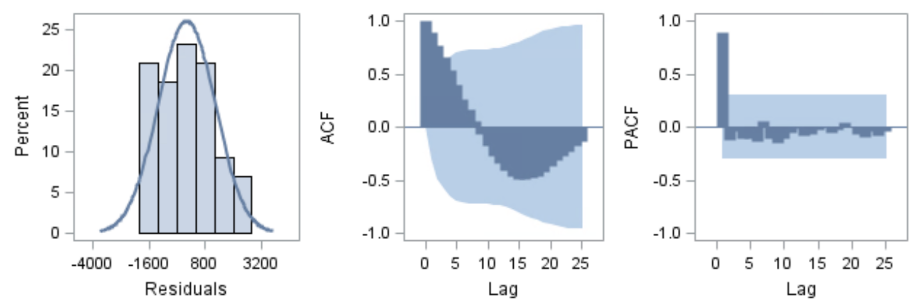 25
20
15
10
5
0
Percent
-4000 -1600 800 3200
Residuals
1.0
0.5
0.0
-0.5
-1.0
ACF
0 5 10 15 20 25
Lag
1.0
0.5
0.0
-0.5
-1.0
PACF
0 5 10 15 20 25
Lag